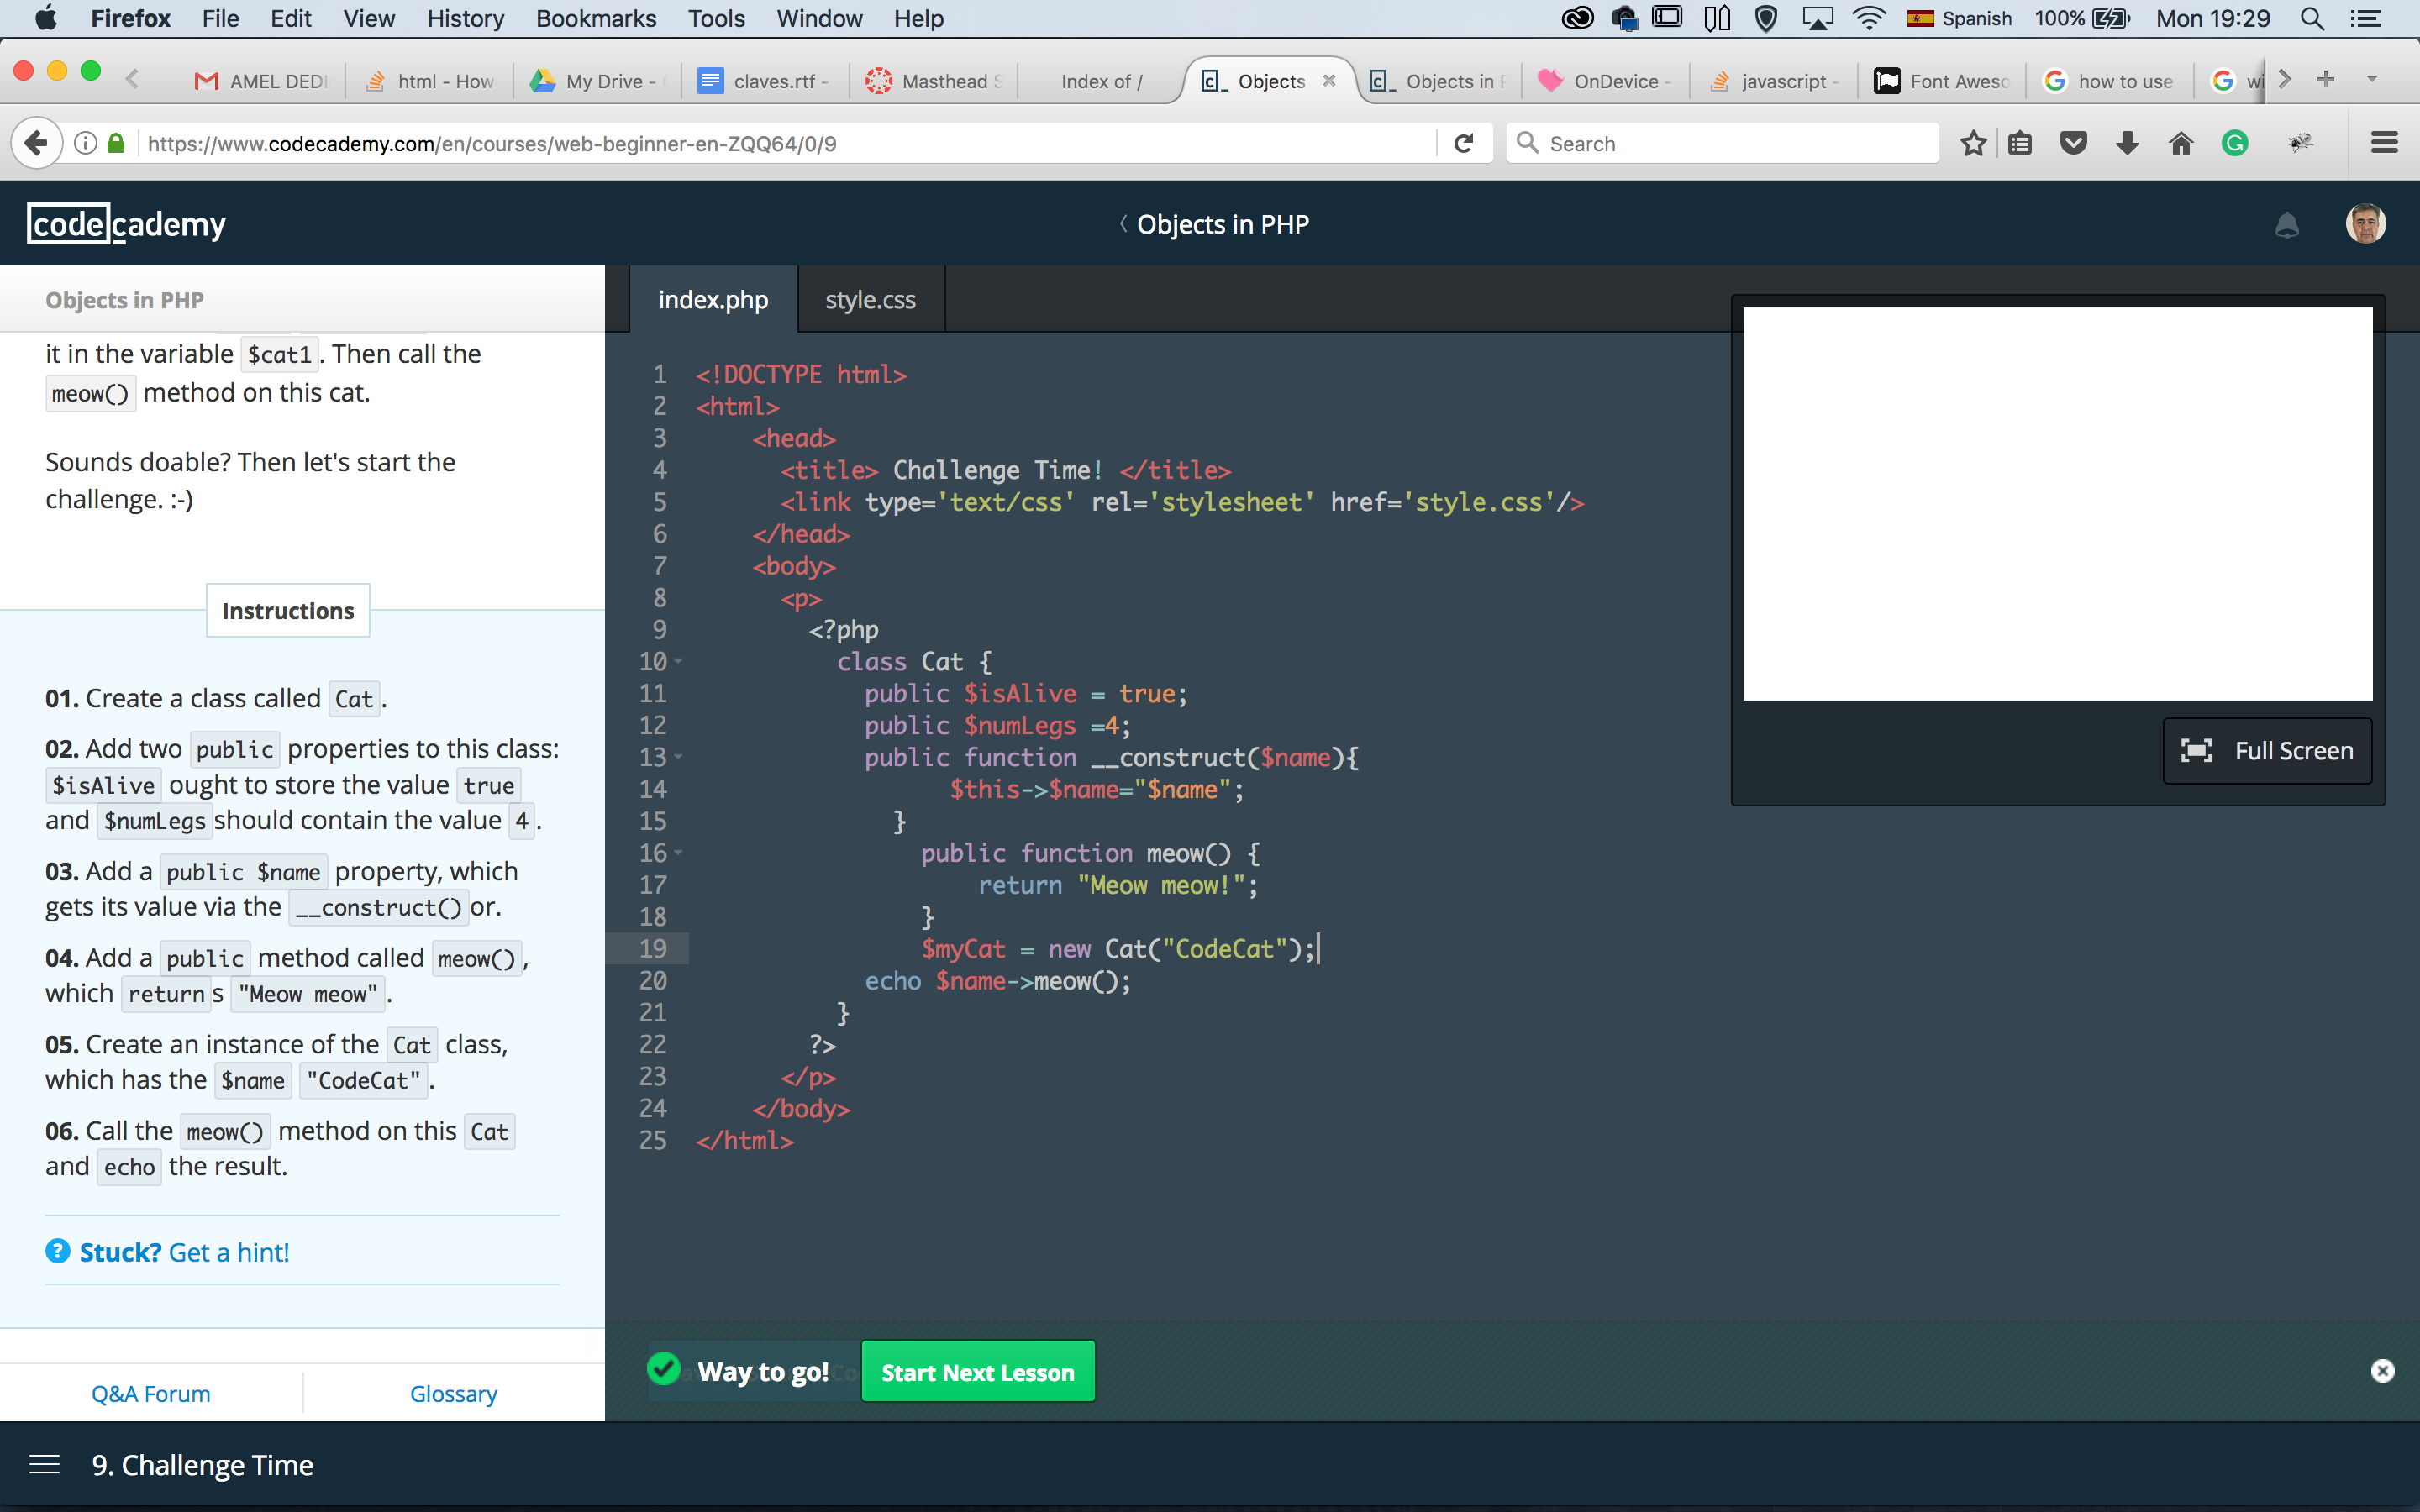 Firefox File Edit View History Bookmarks Tools Window Help Spanish 100% Mon 19:29
AMEL DEDI html - How My Drive - claves.rtf - Masthead S Index of / Objects Objects in OnDevice - javascript - Font Aweso how to use wi
https://www.codecademy.com/en/courses/web-beginner-en-ZQQ64/0/9 Search
codecademy
Objects in PHP
Objects in PHP
it in the variable $cat1. Then call the
meow() method on this cat.
Sounds doable? Then let's start the
challenge. :-)
Instructions
01. Create a class called Cat.
02. Add two public properties to this class:
$isAlive ought to store the value true
and $numLegs should contain the value 4.
03. Add a public $name property, which
gets its value via the __construct()or.
04. Add a public method called meow(),
which returns "Meow meow".
05. Create an instance of the Cat class,
which has the $name "CodeCat".
06. Call the meow() method on this Cat
and echo the result.
? Stuck? Get a hint!
Q&A Forum Glossary
index.php style.css
1 <!DOCTYPE html>
2 <html>
3 <head>
4 <title> Challenge Time! </title>
5 <link type='text/css' rel='stylesheet' href='style.css'/>
6 </head>
7 <body>
8 <p>
9 <?php
10 class Cat {
11 public $isAlive = true;
12 public $numLegs =4;
13 public function __construct($name){
14 $this->$name="$name";
15 }
16 public function meow() {
17 return "Meow meow!";
18 }
19 $myCat = new Cat("CodeCat");
20 echo $name->meow();
21 }
22 ?>
23 </p>
24 </body>
25 </html>
Full Screen
Way to go! Start Next Lesson
9. Challenge Time